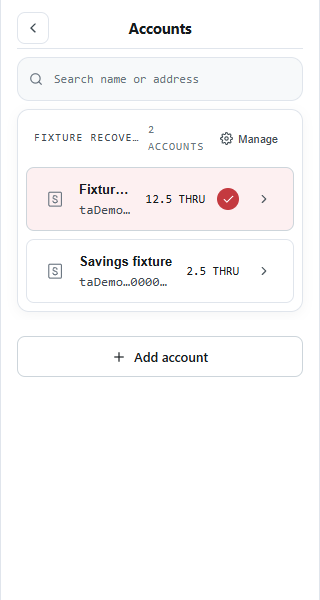 Accounts
Search name or address
FIXTURE RECOVE… 2 ACCOUNTS Manage
Fixtur… 12.5 THRU
taDemo…
Savings fixture 2.5 THRU
taDemo…0000…
Add account